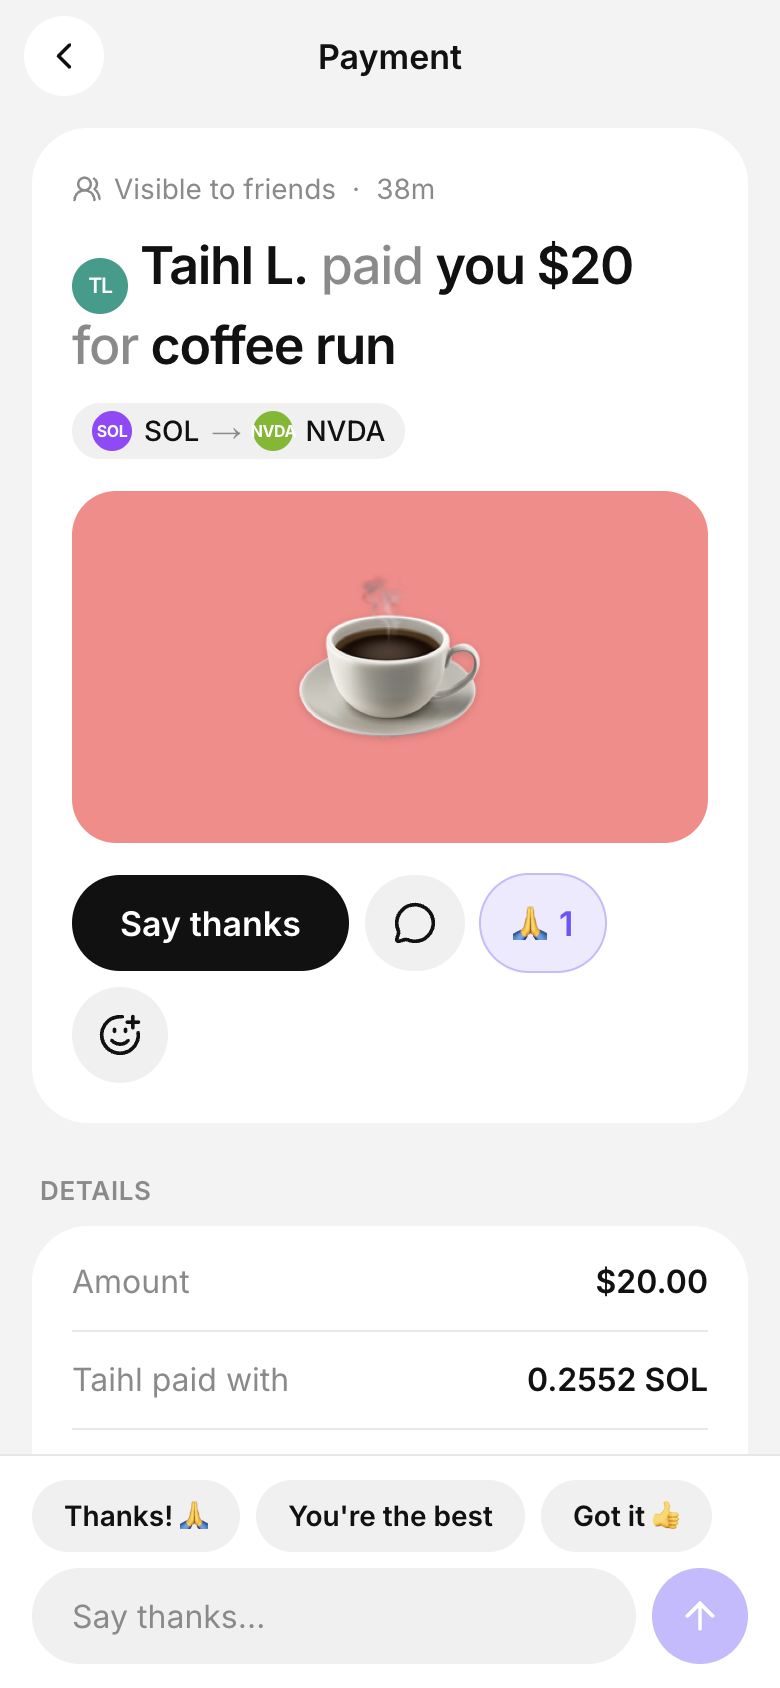 Payment
Visible to friends · 38m
TL Taihl L. paid you $20
for coffee run
SOL SOL → NVDA NVDA
Say thanks 🙏 1
DETAILS
Amount $20.00
Taihl paid with 0.2552 SOL
Thanks! 🙏 You're the best Got it 👍
Say thanks...